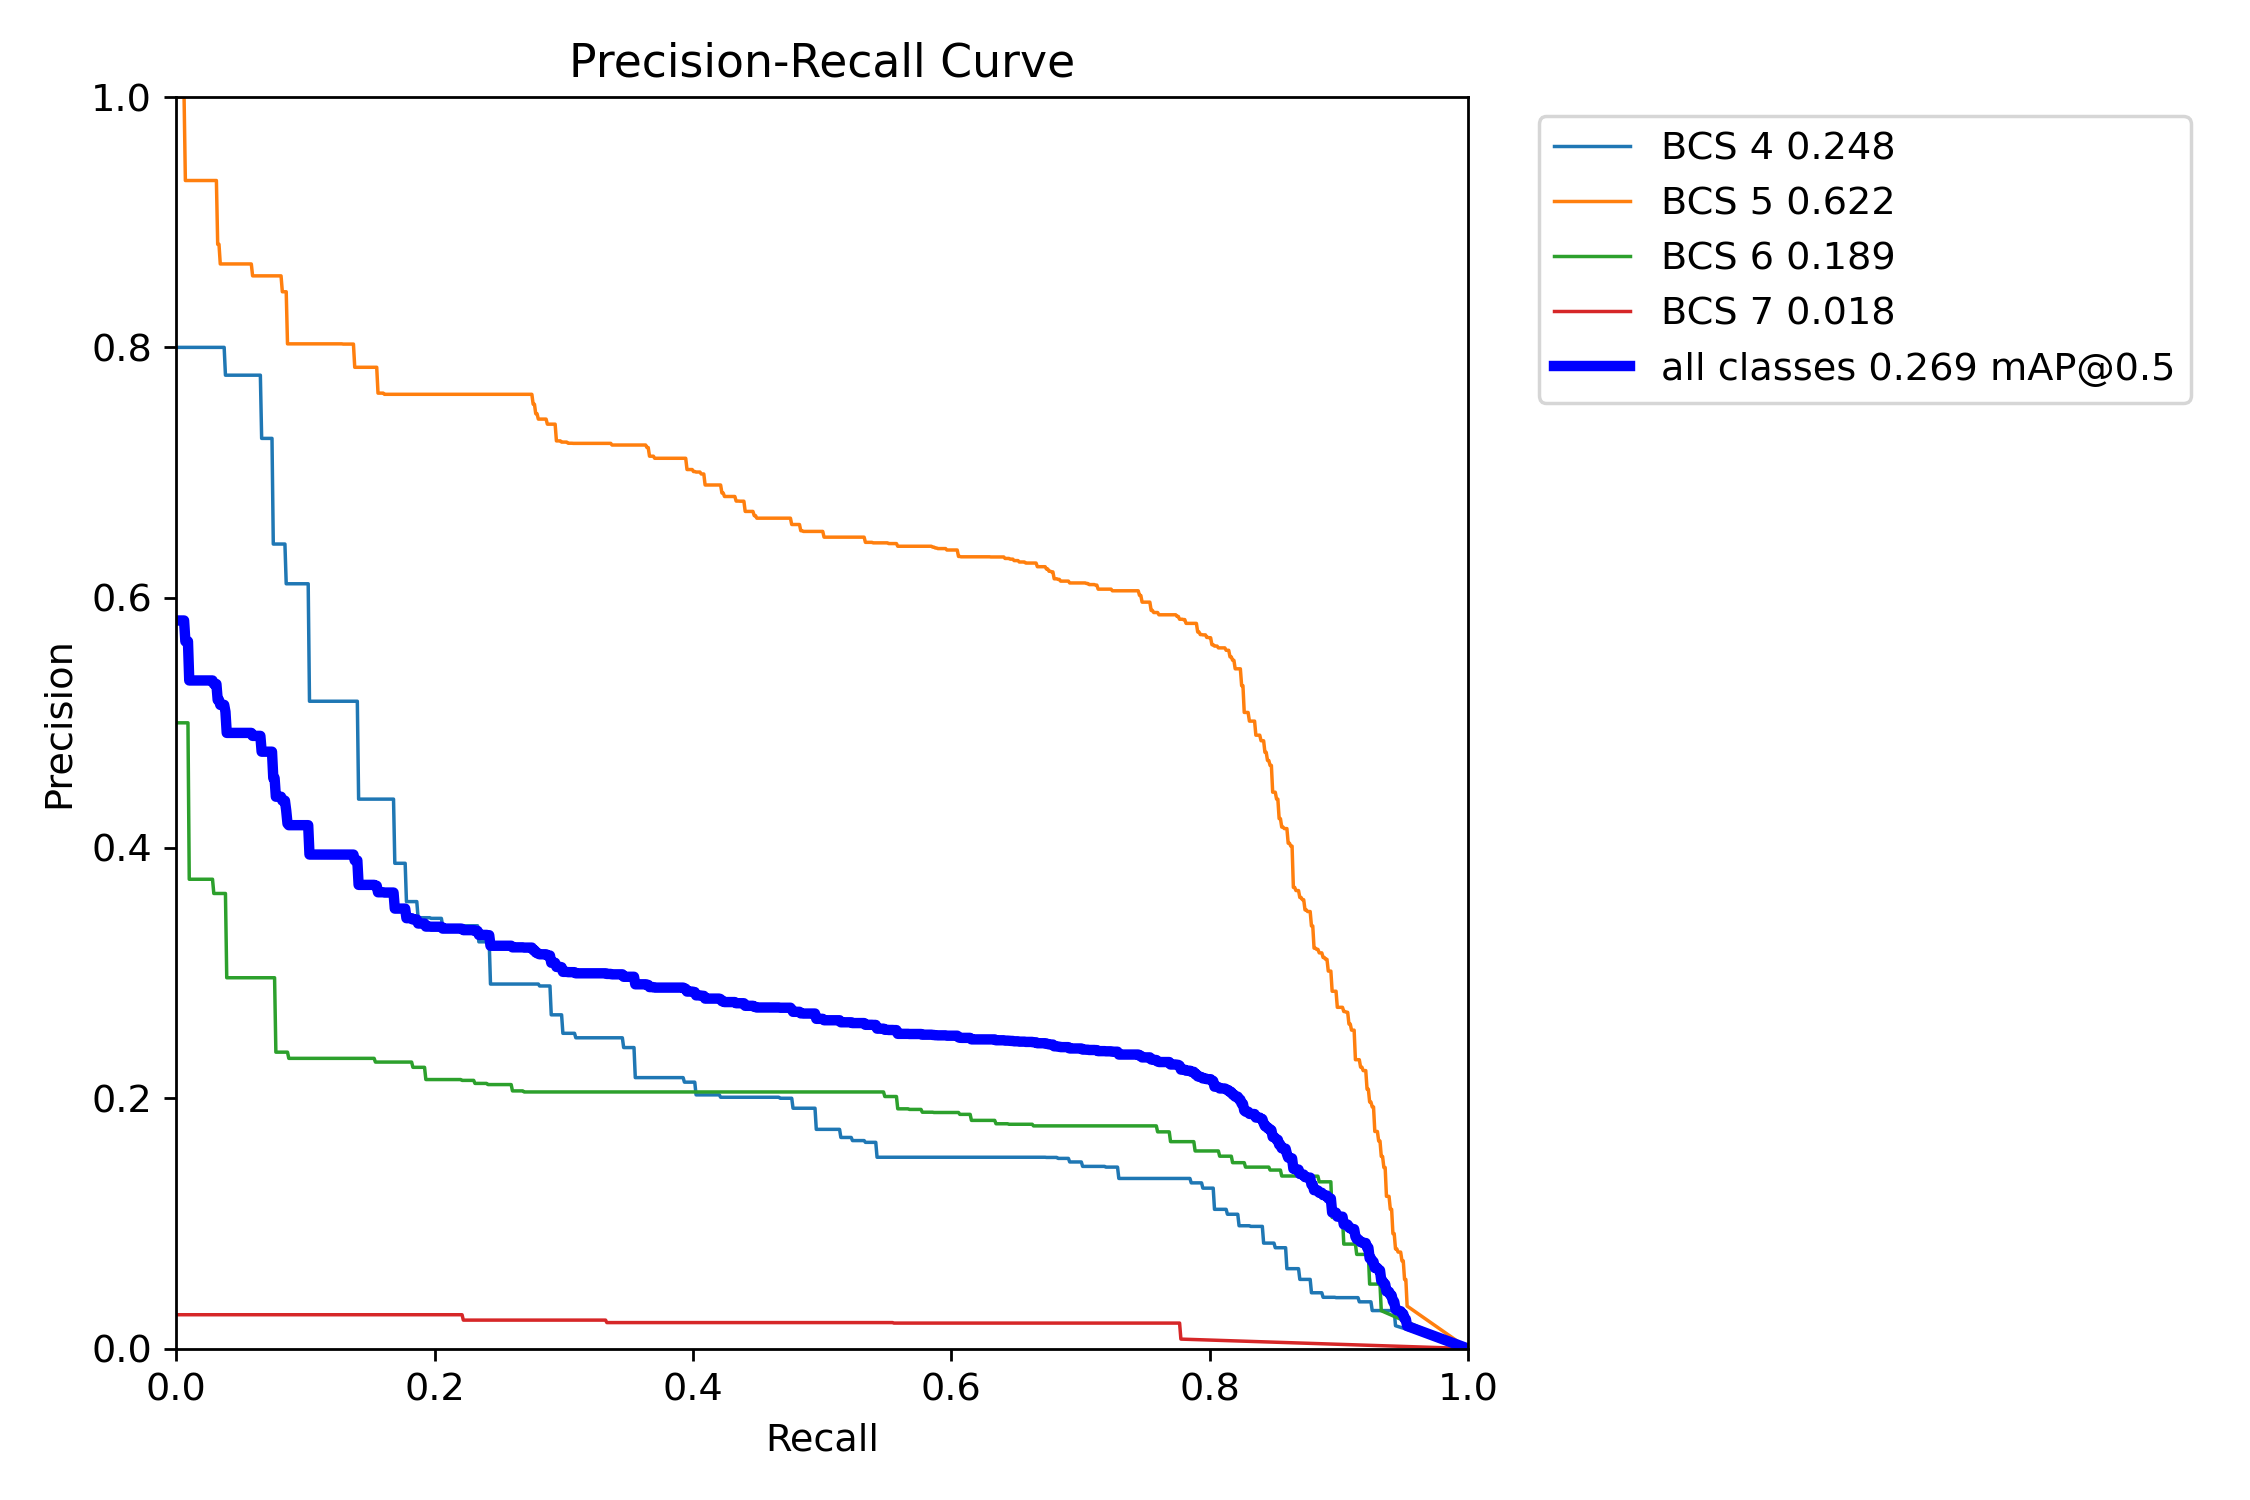 Precision-Recall Curve
1.0
0.8
0.6
0.4
0.2
0.0
Precision
0.0 0.2 0.4 0.6 0.8 1.0
Recall
BCS 4 0.248
BCS 5 0.622
BCS 6 0.189
BCS 7 0.018
all classes 0.269 mAP@0.5